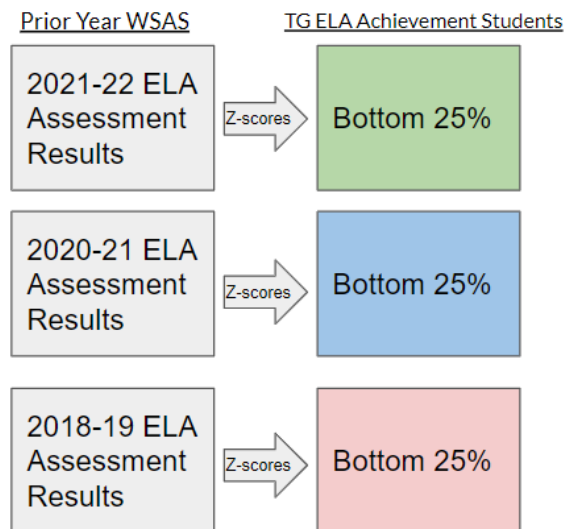 Prior Year WSAS
TG ELA Achievement Students
2021-22 ELA
Assessment
Results
Z-scores
Bottom 25%
2020-21 ELA
Assessment
Results
Z-scores
Bottom 25%
2018-19 ELA
Assessment
Results
Z-scores
Bottom 25%